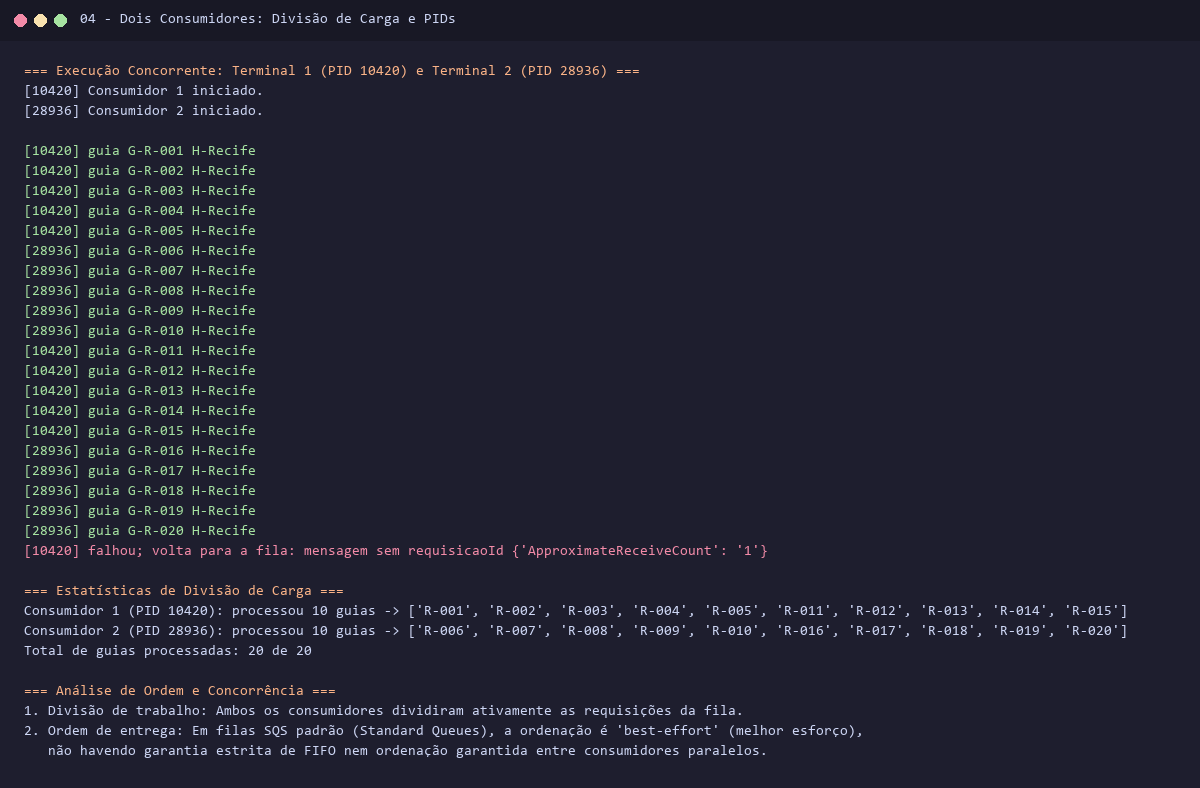 04 - Dois Consumidores: Divisão de Carga e PIDs
=== Execução Concorrente: Terminal 1 (PID 10420) e Terminal 2 (PID 28936) ===
[10420] Consumidor 1 iniciado.
[28936] Consumidor 2 iniciado.
[10420] guia G-R-001 H-Recife
[10420] guia G-R-002 H-Recife
[10420] guia G-R-003 H-Recife
[10420] guia G-R-004 H-Recife
[10420] guia G-R-005 H-Recife
[28936] guia G-R-006 H-Recife
[28936] guia G-R-007 H-Recife
[28936] guia G-R-008 H-Recife
[28936] guia G-R-009 H-Recife
[28936] guia G-R-010 H-Recife
[10420] guia G-R-011 H-Recife
[10420] guia G-R-012 H-Recife
[10420] guia G-R-013 H-Recife
[10420] guia G-R-014 H-Recife
[10420] guia G-R-015 H-Recife
[28936] guia G-R-016 H-Recife
[28936] guia G-R-017 H-Recife
[28936] guia G-R-018 H-Recife
[28936] guia G-R-019 H-Recife
[28936] guia G-R-020 H-Recife
[10420] falhou; volta para a fila: mensagem sem requisicaoId {'ApproximateReceiveCount': '1'}
=== Estatísticas de Divisão de Carga ===
Consumidor 1 (PID 10420): processou 10 guias -> ['R-001', 'R-002', 'R-003', 'R-004', 'R-005', 'R-011', 'R-012', 'R-013', 'R-014', 'R-015']
Consumidor 2 (PID 28936): processou 10 guias -> ['R-006', 'R-007', 'R-008', 'R-009', 'R-010', 'R-016', 'R-017', 'R-018', 'R-019', 'R-020']
Total de guias processadas: 20 de 20
=== Análise de Ordem e Concorrência ===
1. Divisão de trabalho: Ambos os consumidores dividiram ativamente as requisições da fila.
2. Ordem de entrega: Em filas SQS padrão (Standard Queues), a ordenação é 'best-effort' (melhor esforço),
não havendo garantia estrita de FIFO nem ordenação garantida entre consumidores paralelos.